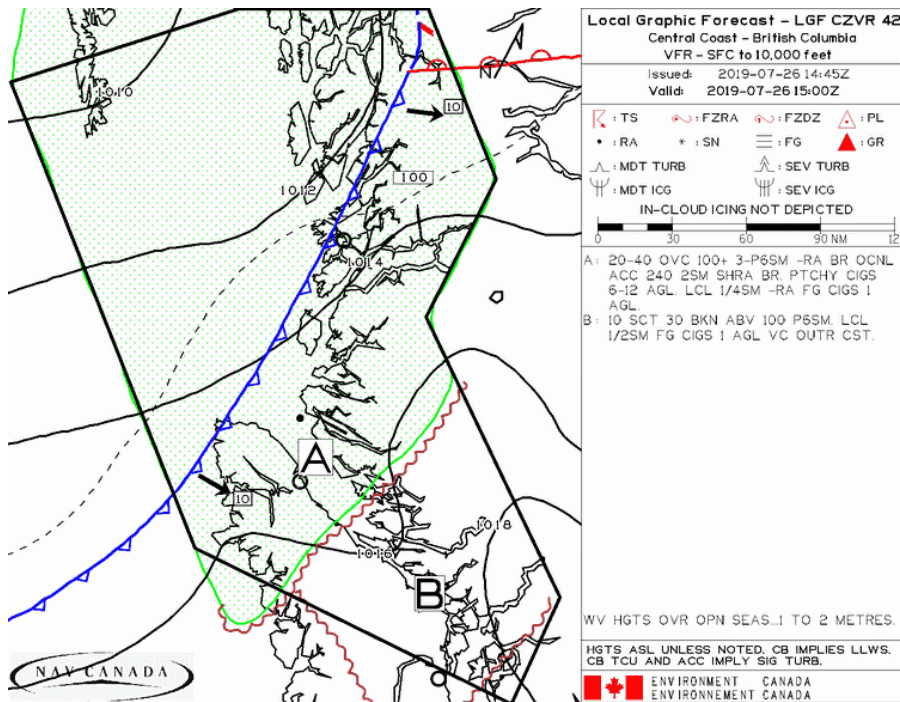 Local Graphic Forecast - LGF CZVR 42
Central Coast - British Columbia
VFR - SFC to 10,000 feet
Issued: 2019-07-26 14:45Z
Valid: 2019-07-26 15:00Z
: TS : FZRA : FZDZ : PL
: RA * : SN : FG : GR
: MDT TURB : SEV TURB
: MDT ICG : SEV ICG
IN-CLOUD ICING NOT DEPICTED
0 30 60 90 NM 12
A: 20-40 OVC 100+ 3-P6SM -RA BR OCNL
ACC 240 2SM SHRA BR. PTCHY CIGS
6-12 AGL. LCL 1/4SM -RA FG CIGS 1
AGL.
B: 10 SCT 30 BKN ABV 100 P6SM. LCL
1/2SM FG CIGS 1 AGL VC OUTR CST.
WV HGTS OVR OPN SEAS...1 TO 2 METRES.
HGTS ASL UNLESS NOTED. CB IMPLIES LLWS.
CB TCU AND ACC IMPLY SIG TURB.
ENVIRONMENT CANADA
ENVIRONNEMENT CANADA
N
1010
10
1012
100
1014
A
10
1018
1016
B
NAV CANADA